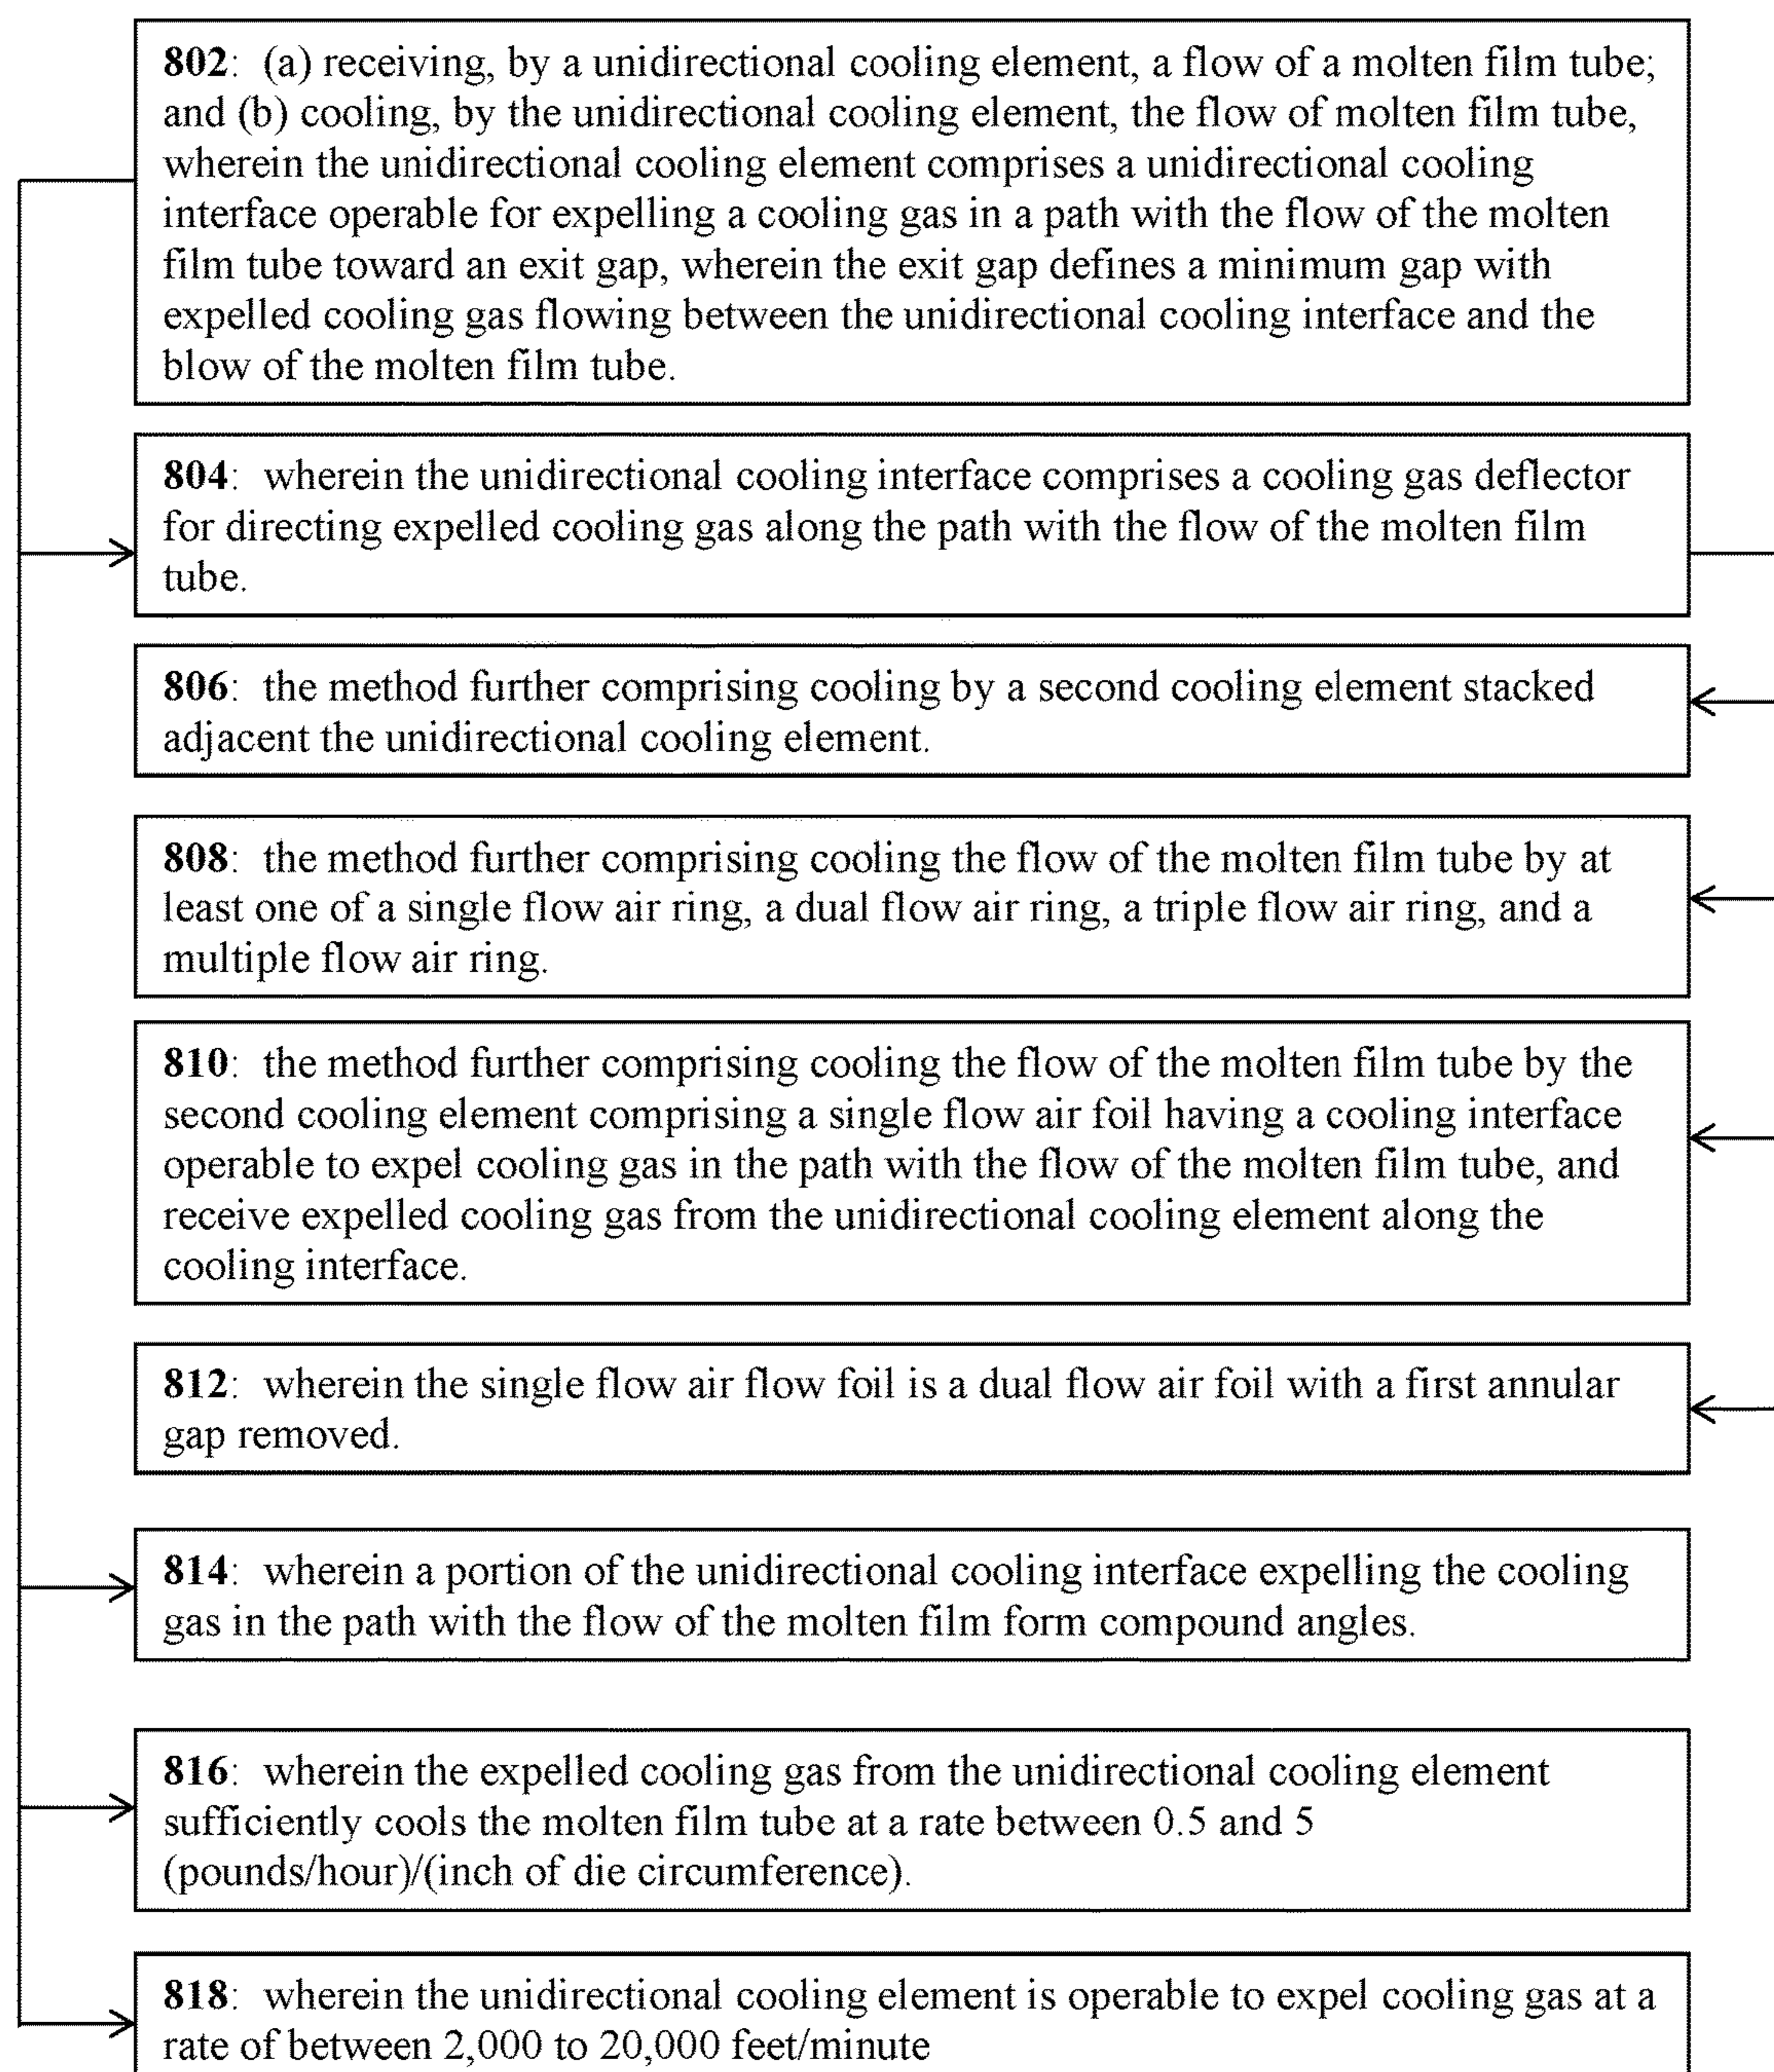 802: (a) receiving, by a unidirectional cooling element, a flow of a molten film tube;
and (b) cooling, by the unidirectional cooling element, the flow of molten film tube,
wherein the unidirectional cooling element comprises a unidirectional cooling
interface operable for expelling a cooling gas in a path with the flow of the molten
film tube toward an exit gap, wherein the exit gap defines a minimum gap with
expelled cooling gas flowing between the unidirectional cooling interface and the
blow of the molten film tube.
804: wherein the unidirectional cooling interface comprises a cooling gas deflector
for directing expelled cooling gas along the path with the flow of the molten film
tube.
806: the method further comprising cooling by a second cooling element stacked
adjacent the unidirectional cooling element.
808: the method further comprising cooling the flow of the molten film tube by at
least one of a single flow air ring, a dual flow air ring, a triple flow air ring, and a
multiple flow air ring.
810: the method further comprising cooling the flow of the molten film tube by the
second cooling element comprising a single flow air foil having a cooling interface
operable to expel cooling gas in the path with the flow of the molten film tube, and
receive expelled cooling gas from the unidirectional cooling element along the
cooling interface.
812: wherein the single flow air flow foil is a dual flow air foil with a first annular
gap removed.
814: wherein a portion of the unidirectional cooling interface expelling the cooling
gas in the path with the flow of the molten film form compound angles.
816: wherein the expelled cooling gas from the unidirectional cooling element
sufficiently cools the molten film tube at a rate between 0.5 and 5
(pounds/hour)/(inch of die circumference).
818: wherein the unidirectional cooling element is operable to expel cooling gas at a
rate of between 2,000 to 20,000 feet/minute